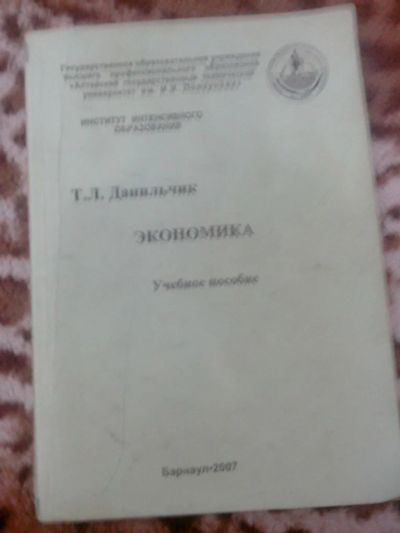 Государственное образовательное учреждение
высшего профессионального образования
«Алтайский государственный технический
университет им. И.И. Ползунова»
ИНСТИТУТ ИНТЕНСИВНОГО
ОБРАЗОВАНИЯ
Т.Л. Данильчик
ЭКОНОМИКА
Учебное пособие
Барнаул-2007